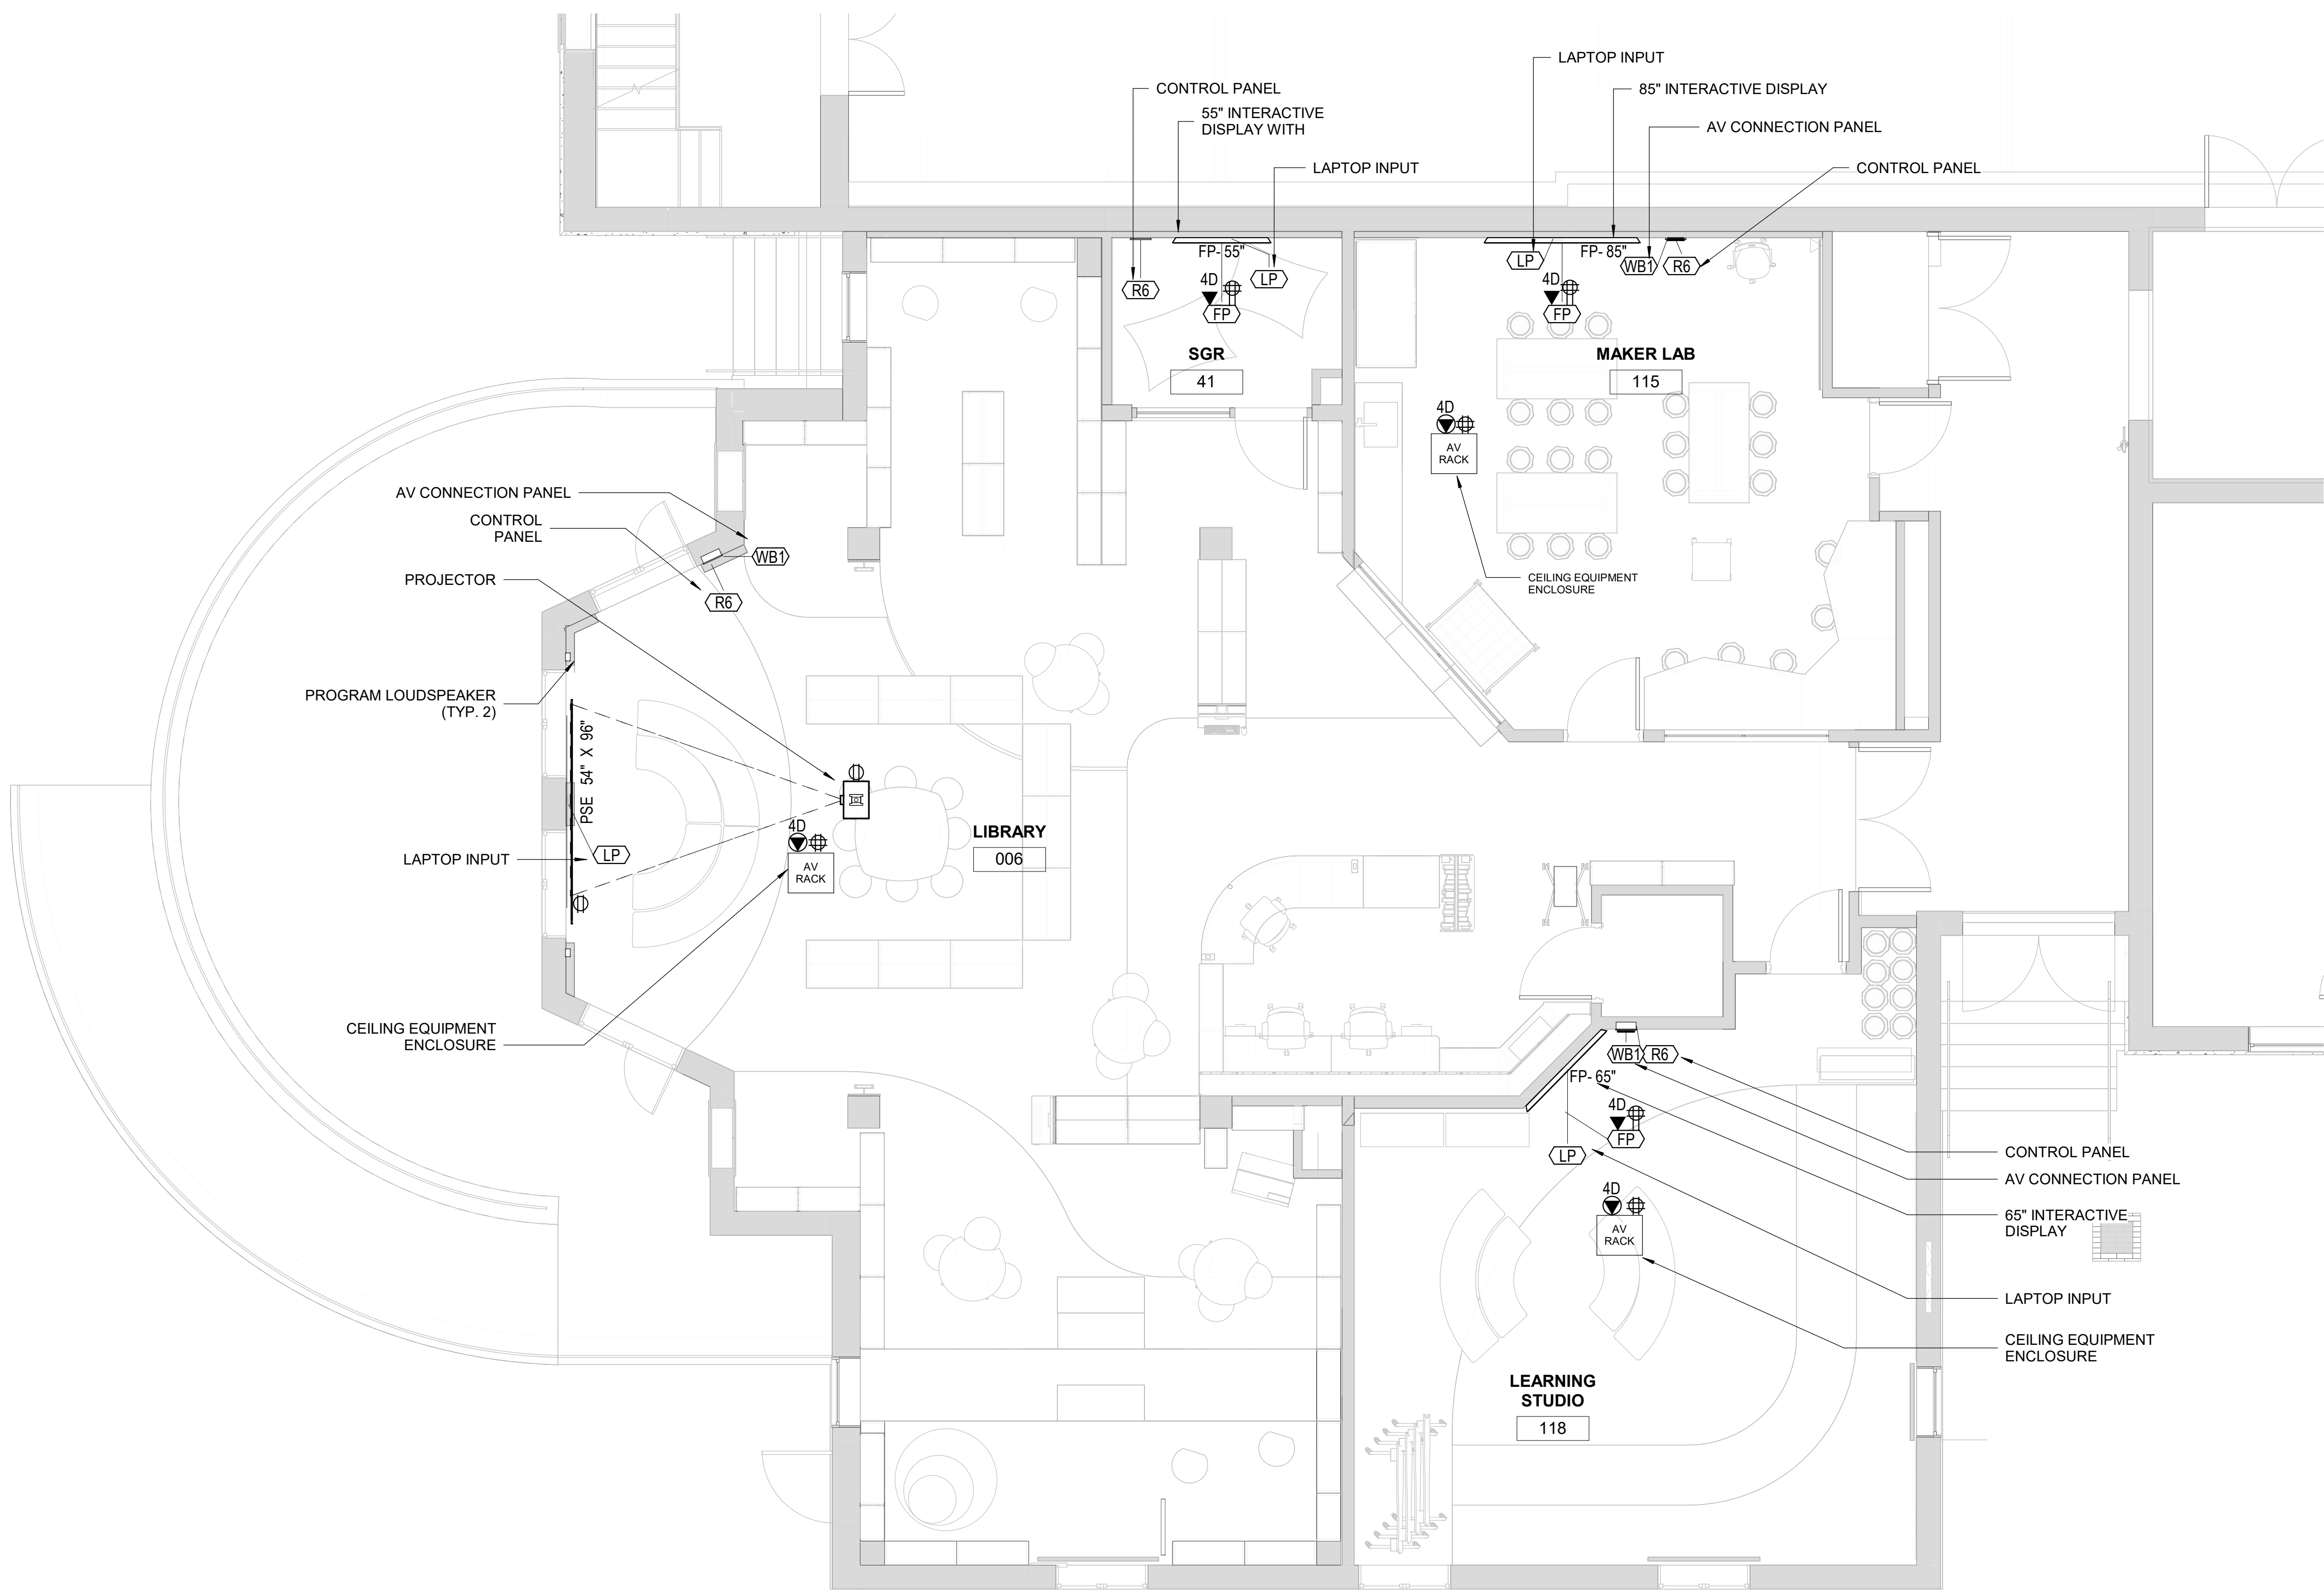 LAPTOP INPUT
CONTROL PANEL
85" INTERACTIVE DISPLAY
55" INTERACTIVE
DISPLAY WITH
AV CONNECTION PANEL
LAPTOP INPUT
CONTROL PANEL
FP- 55"
FP- 85"
LP
WB1
R6
R6
4D
LP
4D
FP
FP
SGR
41
MAKER LAB
115
4D
AV
RACK
AV CONNECTION PANEL
CONTROL
PANEL
WB1
PROJECTOR
R6
CEILING EQUIPMENT
ENCLOSURE
PROGRAM LOUDSPEAKER
(TYP. 2)
PSE 54" X 96"
4D
LIBRARY
006
LAPTOP INPUT
LP
AV
RACK
CEILING EQUIPMENT
ENCLOSURE
WB1
R6
FP- 65"
4D
FP
LP
CONTROL PANEL
AV CONNECTION PANEL
4D
65" INTERACTIVE
DISPLAY
AV
RACK
LAPTOP INPUT
CEILING EQUIPMENT
ENCLOSURE
LEARNING
STUDIO
118